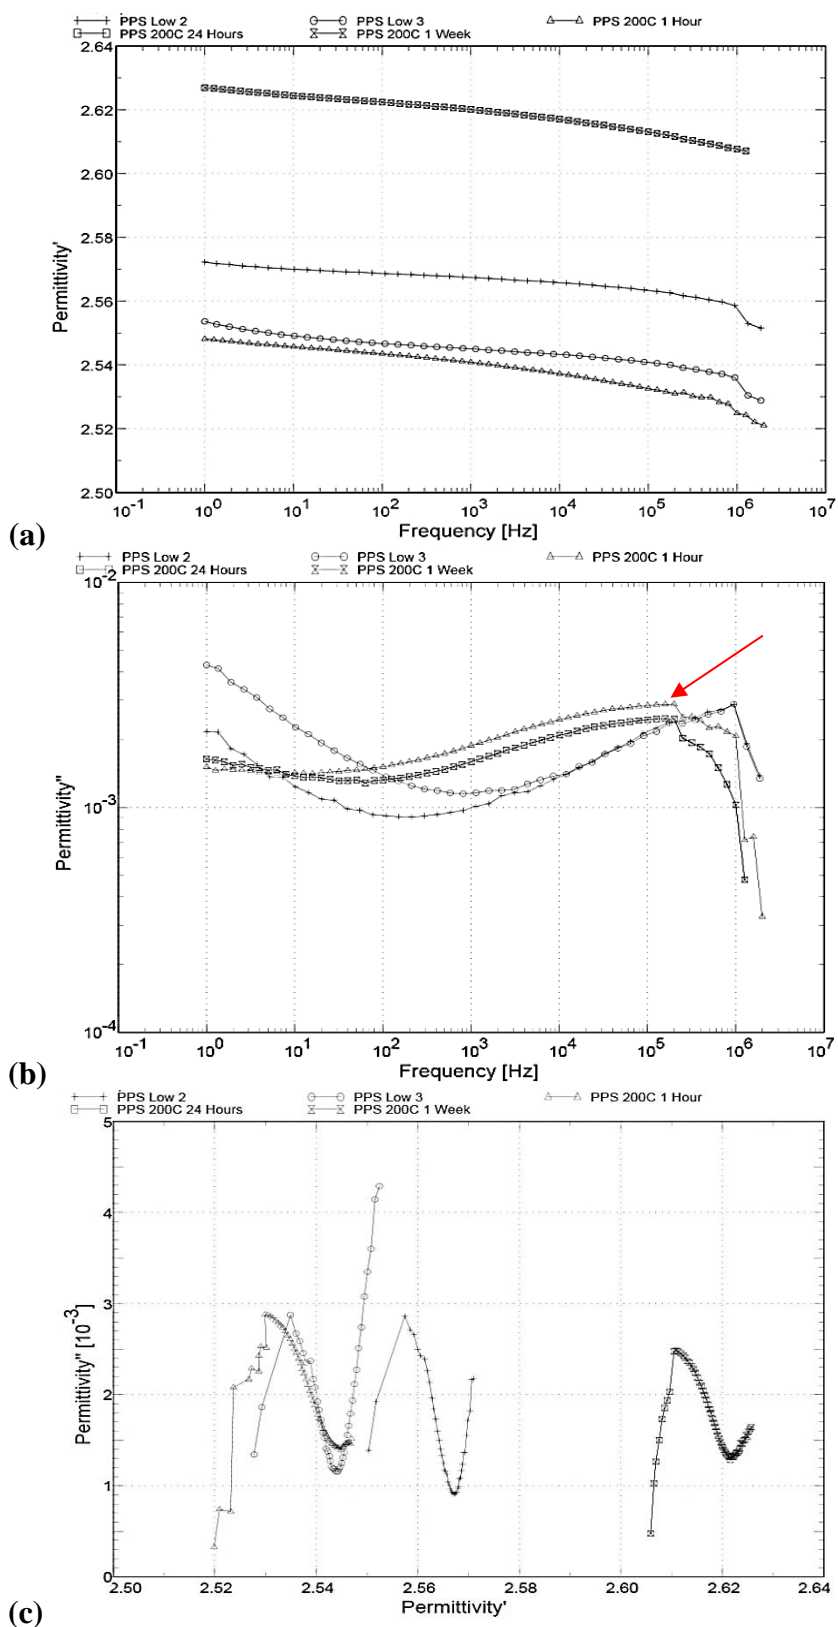 PPS Low 2 PPS Low 3 PPS 200C 1 Hour
PPS 200C 24 Hours PPS 200C 1 Week
2.64
2.62
2.60
2.58
2.56
2.54
2.52
2.50
Permittivity'
10-1 100 101 102 103 104 105 106 107
Frequency [Hz]
(a)
PPS Low 2 PPS Low 3 PPS 200C 1 Hour
PPS 200C 24 Hours PPS 200C 1 Week
10-2
10-3
10-4
Permittivity''
10-1 100 101 102 103 104 105 106 107
Frequency [Hz]
(b)
PPS Low 2 PPS Low 3 PPS 200C 1 Hour
PPS 200C 24 Hours PPS 200C 1 Week
5
4
3
2
1
0
Permittivity'' [10-3]
2.50 2.52 2.54 2.56 2.58 2.60 2.62 2.64
Permittivity'
(c)